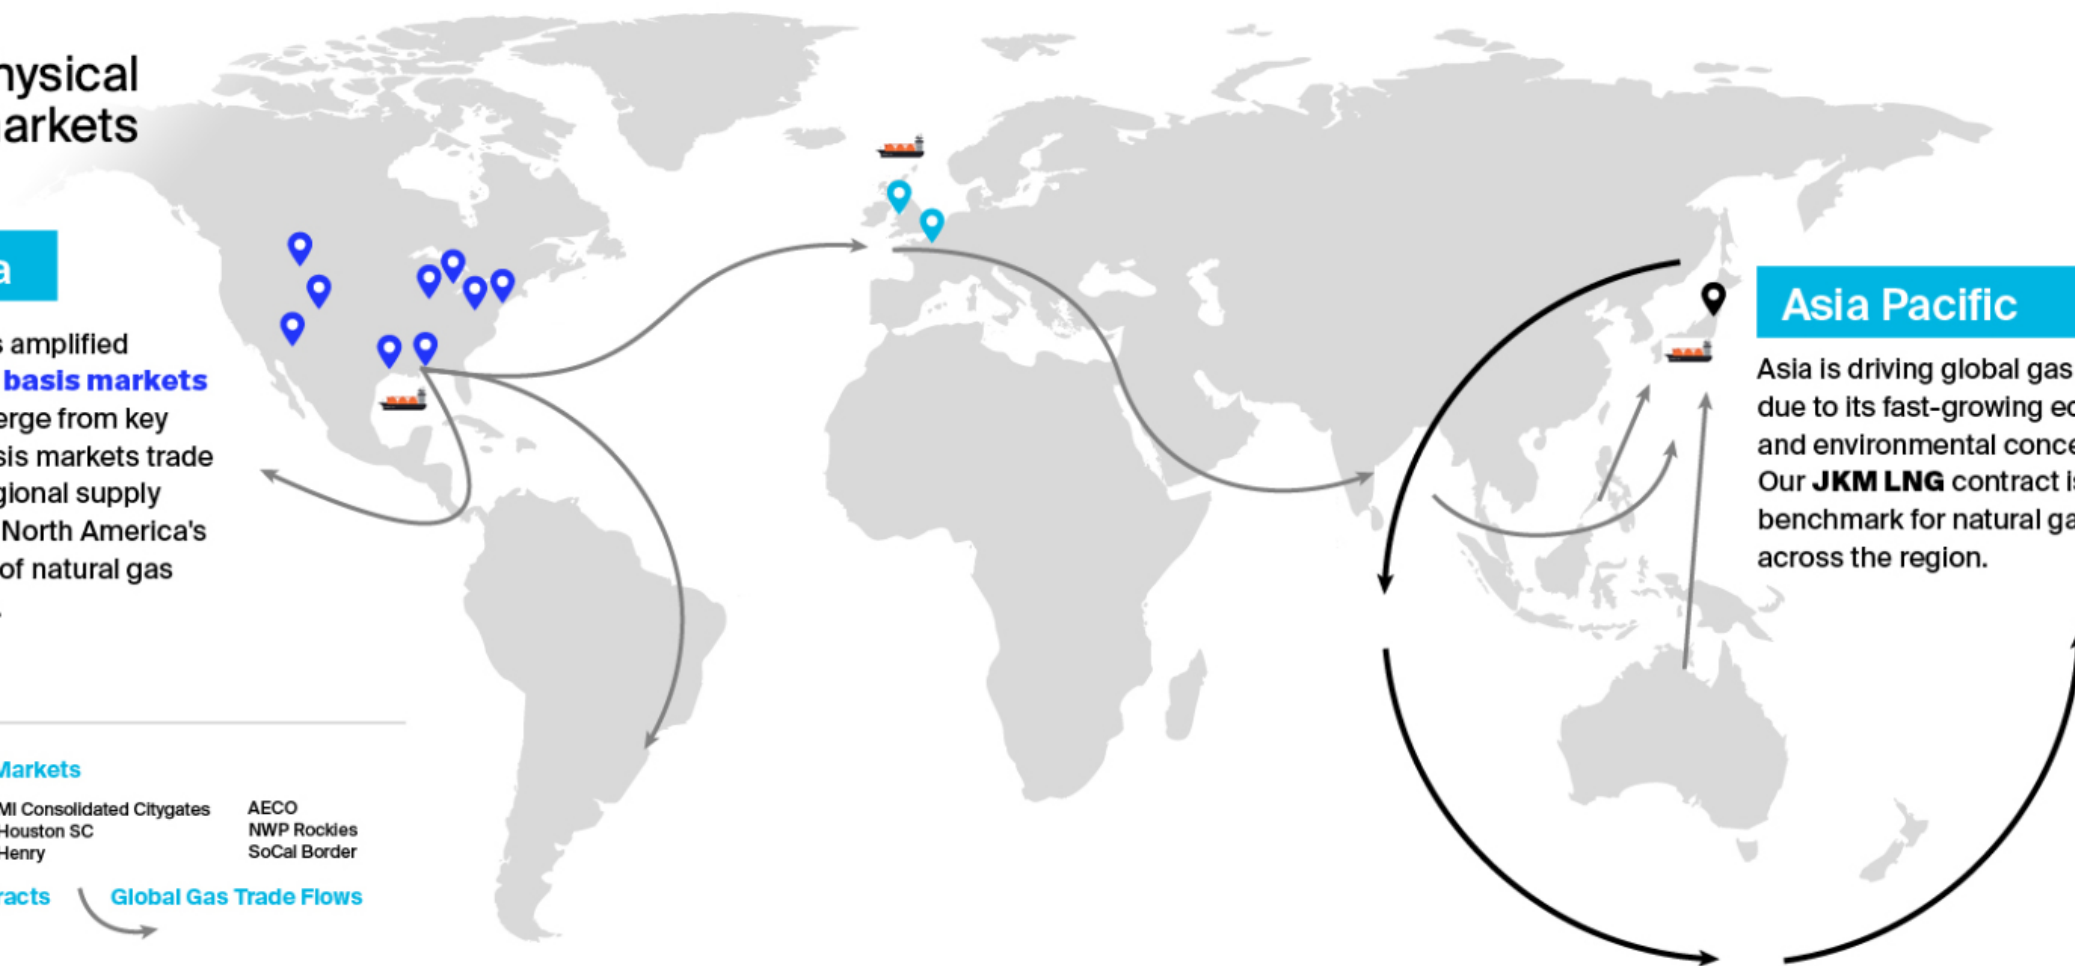 hysical
arkets
a
s amplified
basis markets
erge from key
sis markets trade
gional supply
North America's
of natural gas
.
Asia Pacific
Asia is driving global gas
due to its fast-growing ec
and environmental conce
Our JKM LNG contract is
benchmark for natural ga
across the region.
Markets
MI Consolidated Citygates
Houston SC
Henry
AECO
NWP Rockies
SoCal Border
racts
Global Gas Trade Flows